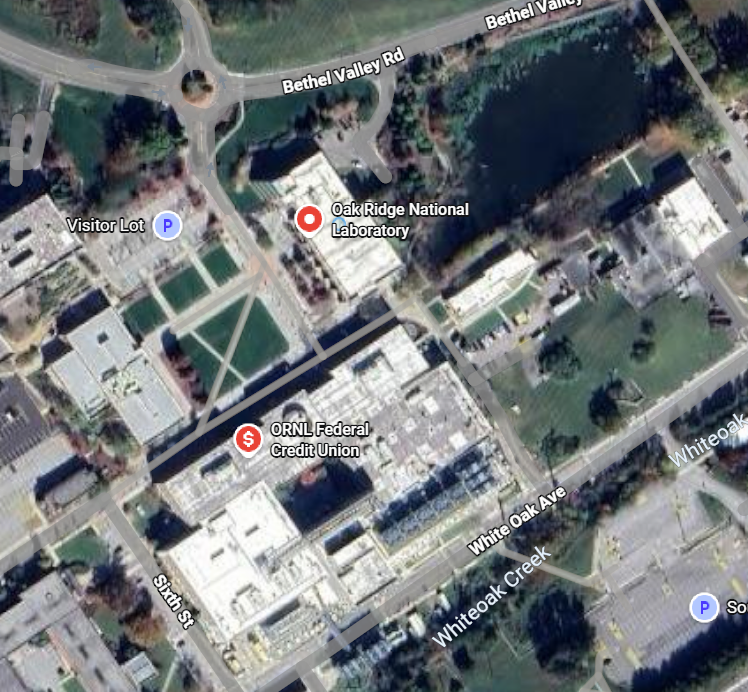 Bethel Valley
Bethel Valley Rd
Oak Ridge National
Laboratory
Visitor Lot P
ORNL Federal
Credit Union
$
White Oak Ave
Whiteoak
Whiteoak Creek
Sixth St
P So